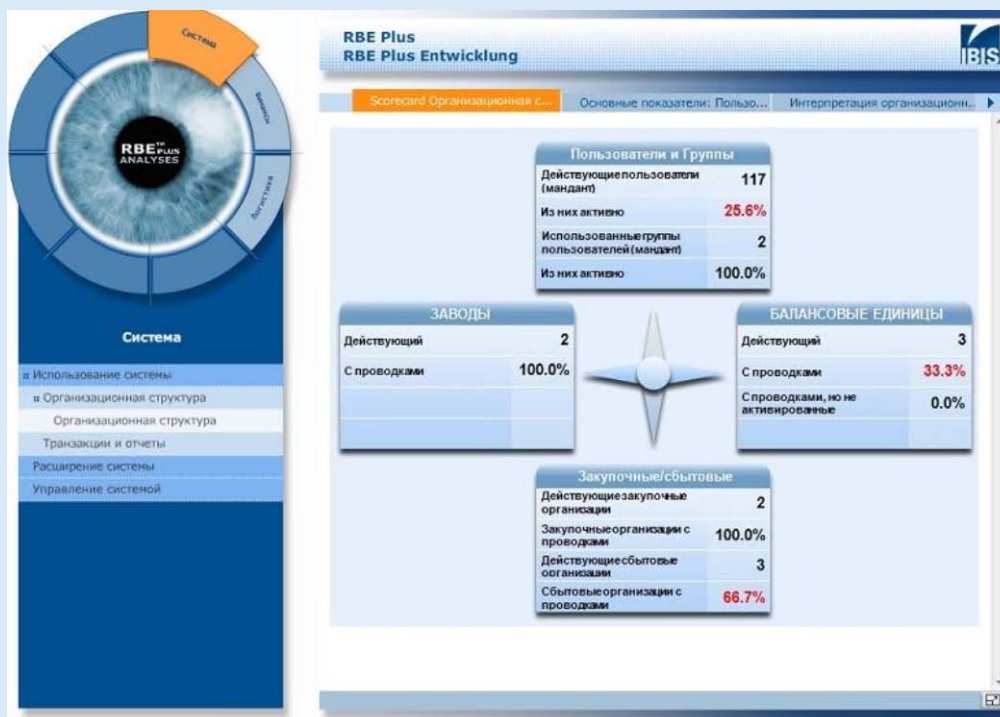 Система
Финансы
Логистика
RBE™ PLUS
ANALYSES
Система
Использование системы
Организационная структура
Организационная структура
Транзакции и отчеты
Расширение системы
Управление системой
RBE Plus
RBE Plus Entwicklung
IBIS
Scorecard Организационная с...
Основные показатели: Пользо...
Интерпретация организационн..
Пользователи и Группы
Действующие пользователи
(мандант)
117
Из них активно
25.6%
Использованные группы
пользователей (мандант)
2
Из них активно
100.0%
ЗАВОДЫ
Действующий
2
С проводками
100.0%
БАЛАНСОВЫЕ ЕДИНИЦЫ
Действующий
3
С проводками
33.3%
С проводками, но не
активированные
0.0%
Закупочные/сбытовые
Действующие закупочные
организации
2
Закупочные организации с
проводками
100.0%
Действующие сбытовые
организации
3
Сбытовые организации с
проводками
66.7%